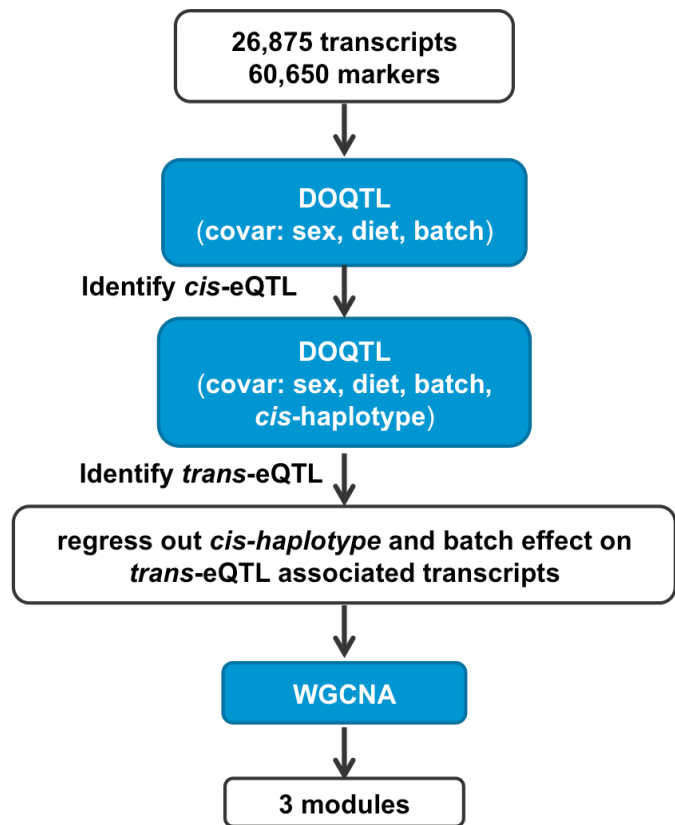 26,875 transcripts
60,650 markers
DOQTL
(covar: sex, diet, batch)
Identify cis-eQTL
DOQTL
(covar: sex, diet, batch,
cis-haplotype)
Identify trans-eQTL
regress out cis-haplotype and batch effect on
trans-eQTL associated transcripts
WGCNA
3 modules